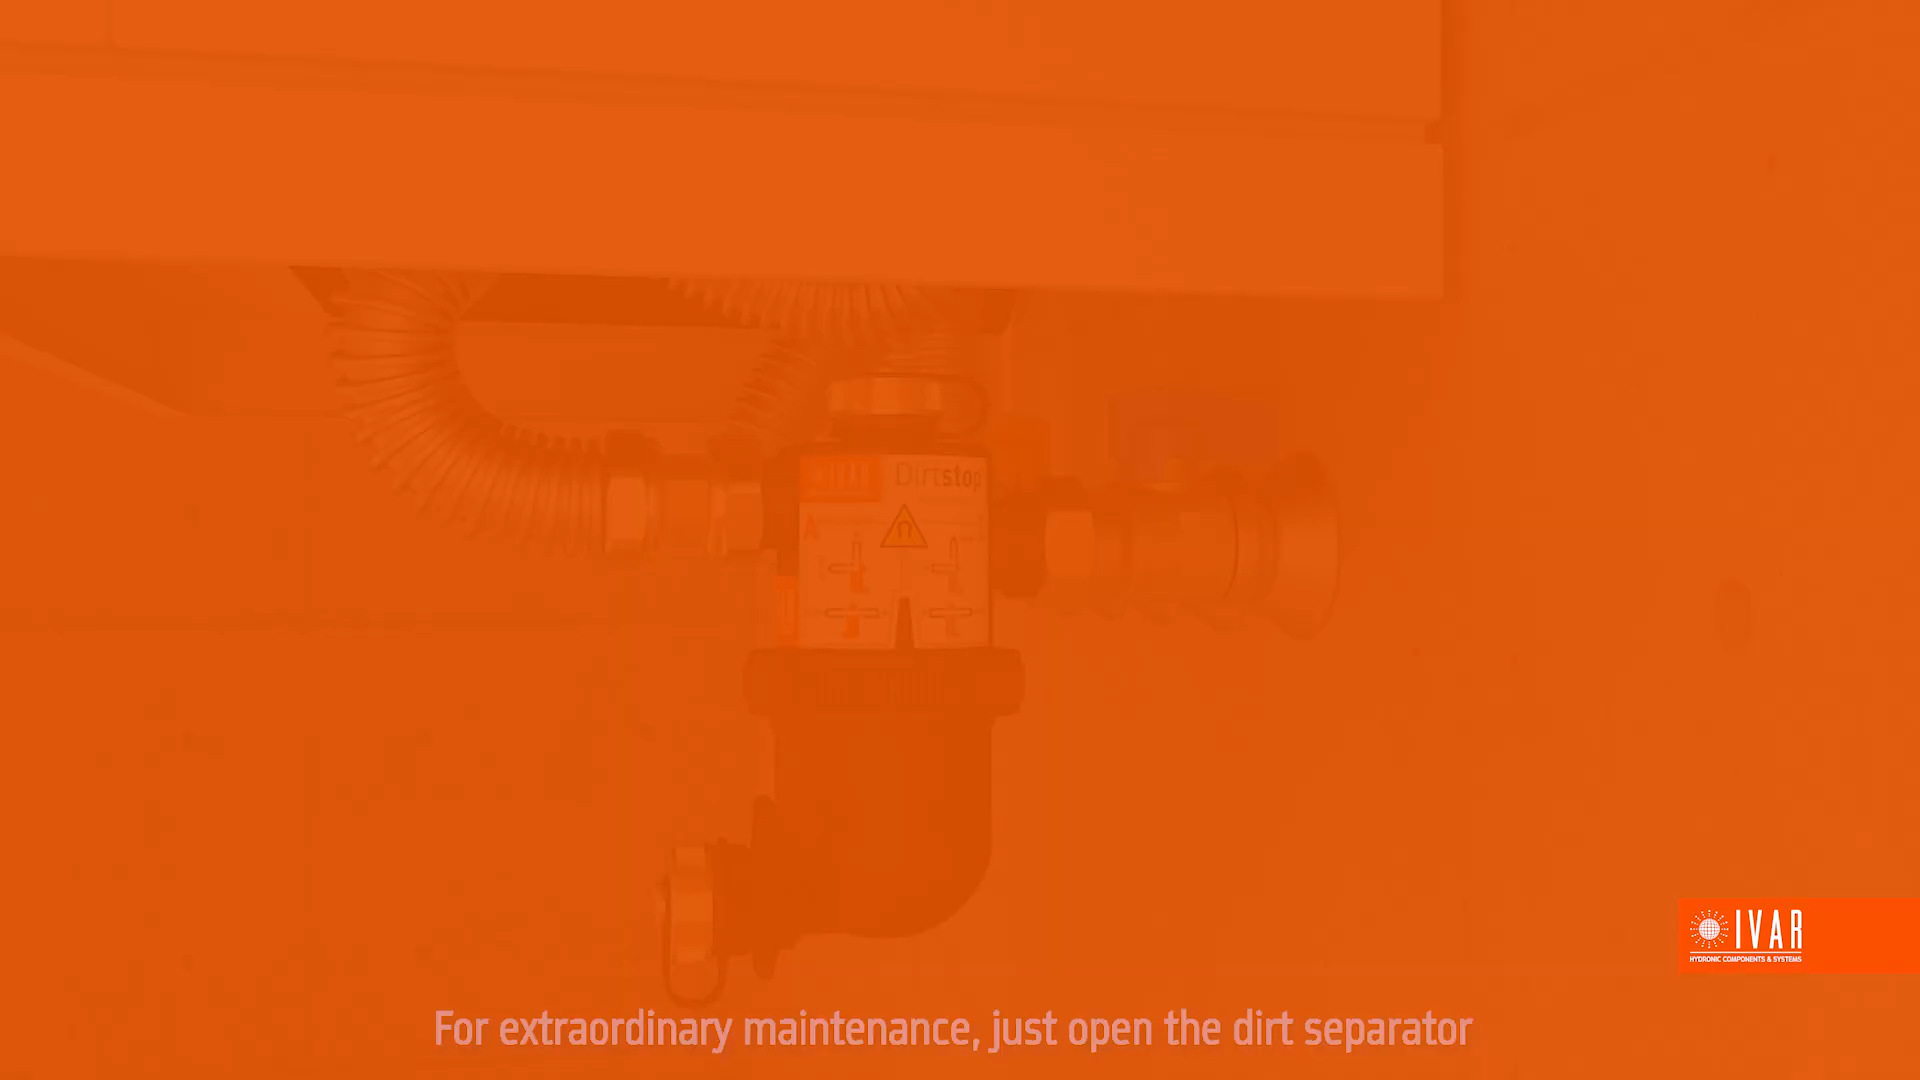 Dirtstop
A
IVAR
HYDRONIC COMPONENTS & SYSTEMS
For extraordinary maintenance, just open the dirt separator